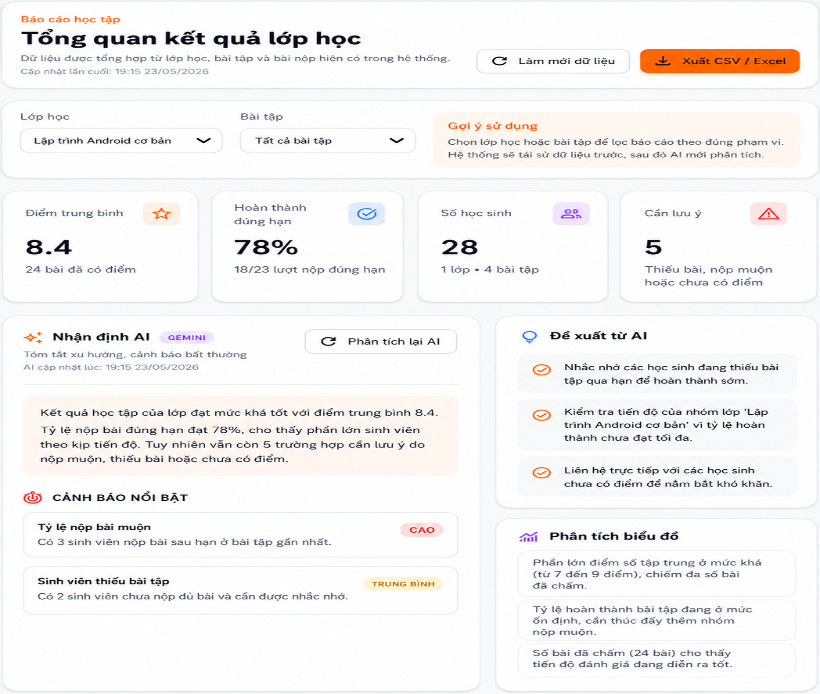 Báo cáo học tập
Tổng quan kết quả lớp học
Dữ liệu được tổng hợp từ lớp học, bài tập và bài nộp hiện có trong hệ thống.
Cập nhật lần cuối: 19:15 23/05/2026
Làm mới dữ liệu
Xuất CSV / Excel
Lớp học
Lập trình Android cơ bản
Bài tập
Tất cả bài tập
Gợi ý sử dụng
Chọn lớp học hoặc bài tập để lọc báo cáo theo đúng phạm vi.
Hệ thống sẽ tải sử dữ liệu trước, sau đó AI mới phân tích.
Điểm trung bình
8.4
24 bài đã có điểm
Hoàn thành
đúng hạn
78%
18/23 lượt nộp đúng hạn
Số học sinh
28
1 lớp • 4 bài tập
Cần lưu ý
5
Thiếu bài, nộp muộn
hoặc chưa có điểm
Nhận định AI
GEMINI
Tóm tắt xu hướng, cảnh báo bất thường
AI cập nhật lúc: 19:15 23/05/2026
Phân tích lại AI
Kết quả học tập của lớp đạt mức khá tốt với điểm trung bình 8.4.
Tỷ lệ nộp bài đúng hạn đạt 78%, cho thấy phần lớn sinh viên
theo kịp tiến độ. Tuy nhiên vẫn còn 5 trường hợp cần lưu ý do
nộp muộn, thiếu bài hoặc chưa có điểm.
CẢNH BÁO NỔI BẬT
Tỷ lệ nộp bài muộn
CAO
Có 3 sinh viên nộp bài sau hạn ở bài tập gần nhất.
Sinh viên thiếu bài tập
TRUNG BÌNH
Có 2 sinh viên chưa nộp đủ bài và cần được nhắc nhở.
Đề xuất từ AI
Nhắc nhở các học sinh đang thiếu bài
tập qua hạn để hoàn thành sớm.
Kiểm tra tiến độ của nhóm lớp 'Lập
trình Android cơ bản' vì tỷ lệ hoàn
thành chưa đạt tối đa.
Liên hệ trực tiếp với các học sinh
chưa có điểm để nắm bắt khó khăn.
Phân tích biểu đồ
Phần lớn điểm số tập trung ở mức khá
(từ 7 đến 9 điểm), chiếm đa số bài
đã chấm.
Tỷ lệ hoàn thành bài tập đang ở mức
ổn định, cần thúc đẩy thêm nhóm
nộp muộn.
Số bài đã chấm (24 bài) cho thấy
tiến độ đánh giá đang diễn ra tốt.